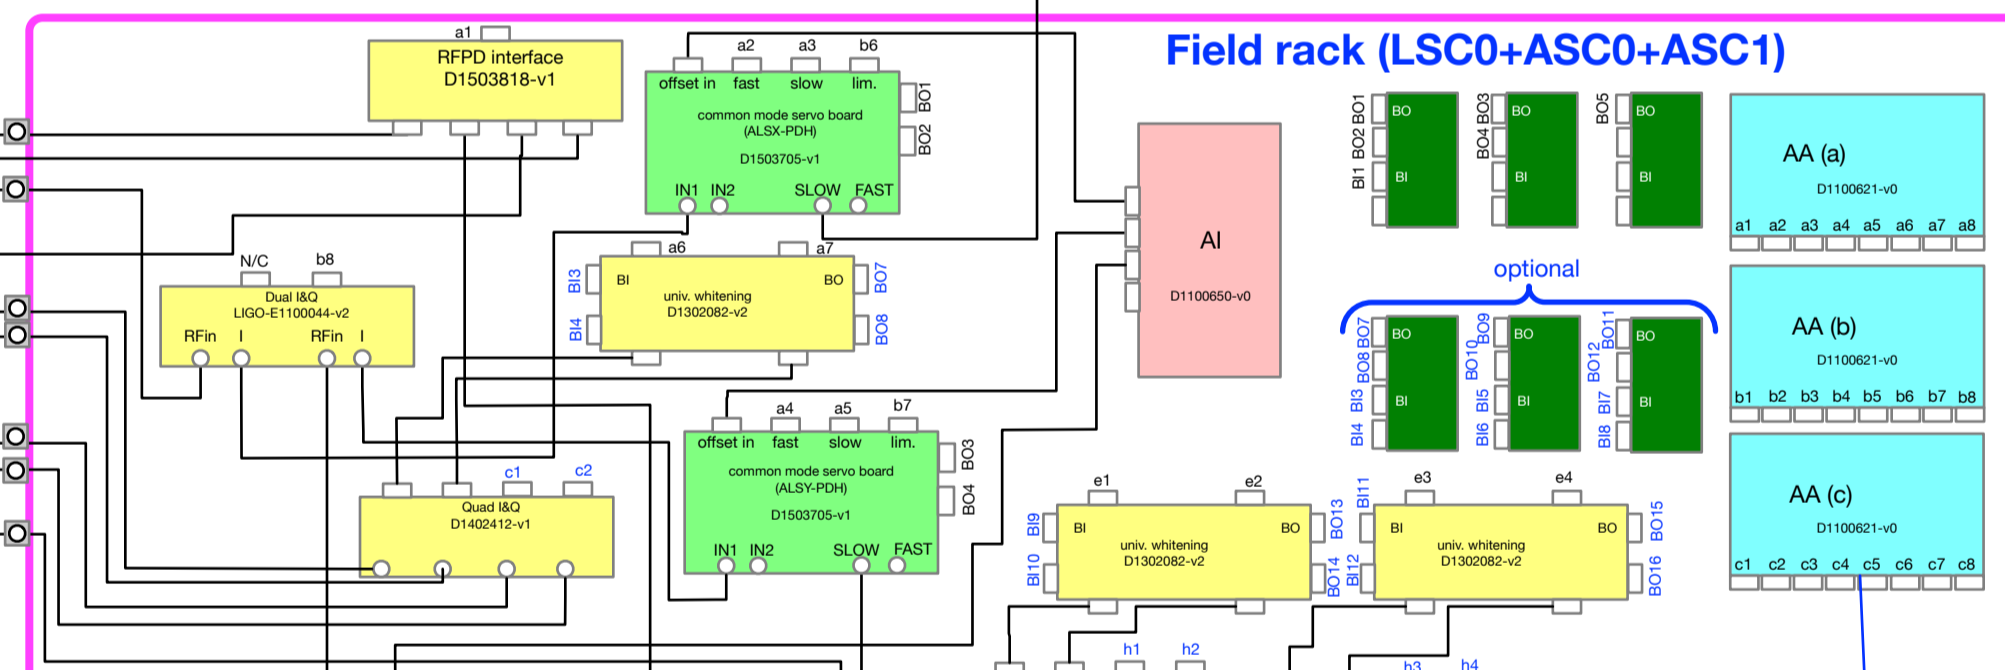 Field rack (LSC0+ASC0+ASC1)
a1
RFPD interface
D1503818-v1
a2
a3
b6
offset in
fast
slow
lim.
BO1
BO2
common mode servo board
(ALSX-PDH)
D1503705-v1
IN1
IN2
SLOW
FAST
AI
D1100650-v0
BO1
BO2
BI1
BO
BI
BO3
BO4
BO
BI
BO5
BO
BI
AA (a)
D1100621-v0
a1 a2 a3 a4 a5 a6 a7 a8
N/C
b8
Dual I&Q
LIGO-E1100044-v2
RFin
I
RFin
I
a6
a7
BI3
BI4
BI
BO
BO7
BO8
univ. whitening
D1302082-v2
optional
BO7
BO8
BI3
BI4
BO
BI
BO9
BO10
BI5
BI6
BO
BI
BO11
BO12
BI7
BI8
BO
BI
AA (b)
D1100621-v0
b1 b2 b3 b4 b5 b6 b7 b8
a4
a5
b7
offset in
fast
slow
lim.
BO3
BO4
common mode servo board
(ALSY-PDH)
D1503705-v1
IN1
IN2
SLOW
FAST
c1
c2
Quad I&Q
D1402412-v1
e1
e2
BI9
BI10
BI
BO
BO13
BO14
univ. whitening
D1302082-v2
e3
e4
BI11
BI12
BI
BO
BO15
BO16
univ. whitening
D1302082-v2
AA (c)
D1100621-v0
c1 c2 c3 c4 c5 c6 c7 c8
h1
h2
h3
h4